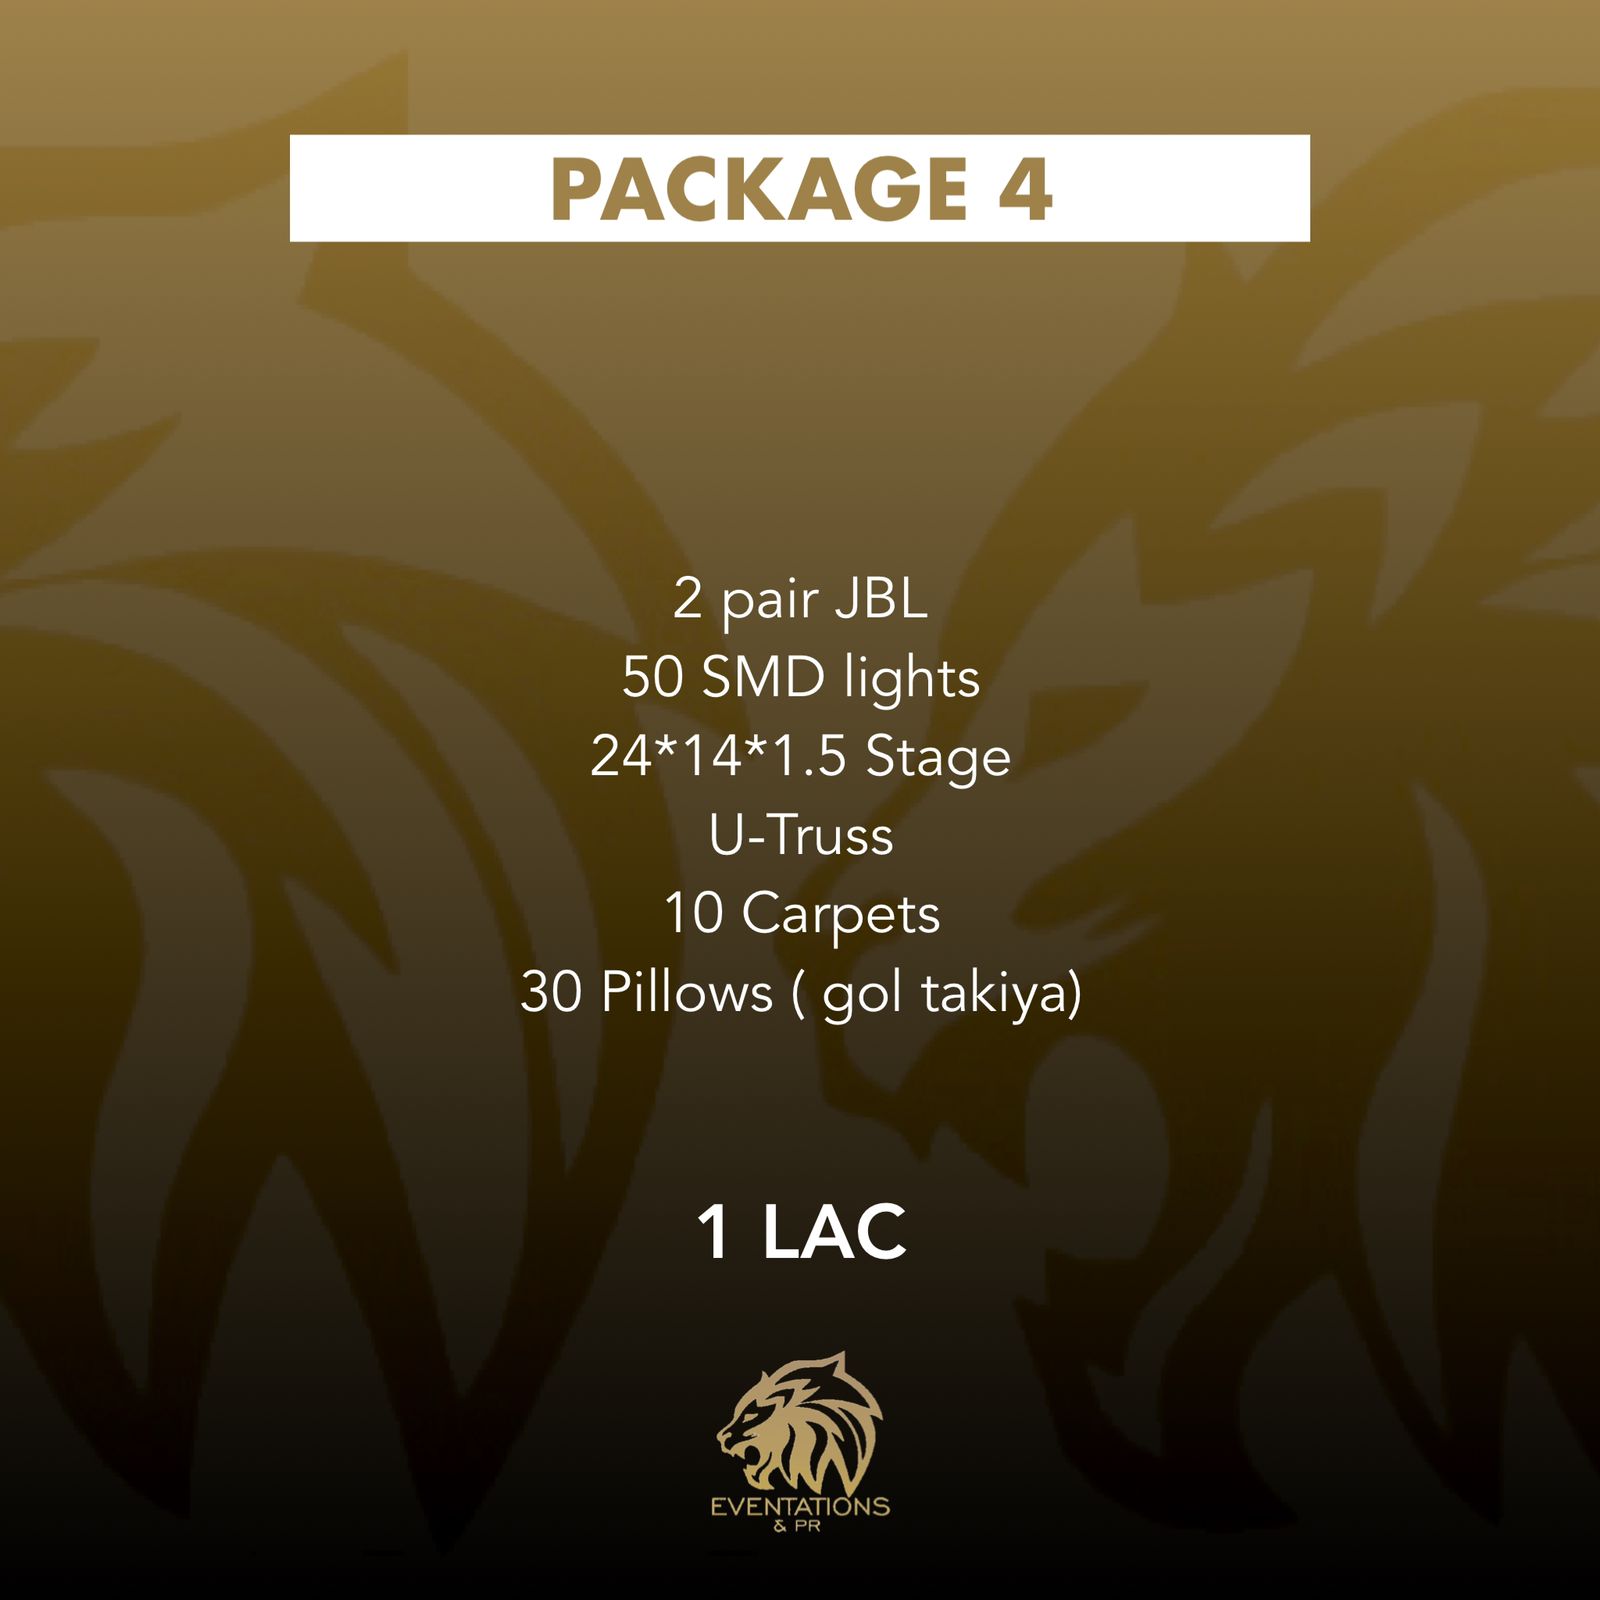 PACKAGE 4
2 pair JBL
50 SMD lights
24*14*1.5 Stage
U-Truss
10 Carpets
30 Pillows ( gol takiya)
1 LAC
EVENTATIONS
& PR